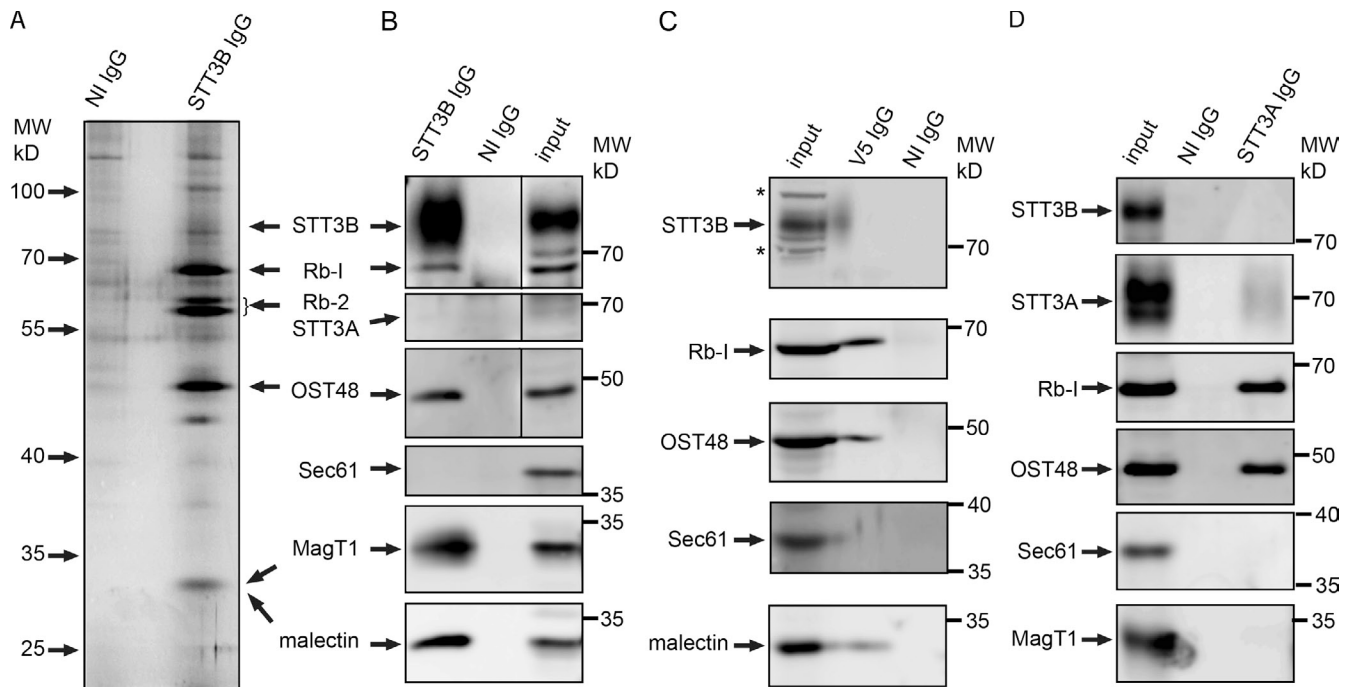 A
NI IgG
STT3B IgG
MW
kD
100
70
55
40
35
25
STT3B
Rb-I
Rb-2
STT3A
OST48
Sec61
MagT1
malectin
B
STT3B IgG
NI IgG
input
MW
kD
70
70
50
35
35
35
C
input
V5 IgG
NI IgG
MW
kD
*
STT3B
*
70
Rb-I
70
OST48
50
Sec61
40
35
malectin
35
D
input
NI IgG
STT3A IgG
MW
kD
STT3B
70
STT3A
70
Rb-I
70
OST48
50
Sec61
40
35
MagT1
35